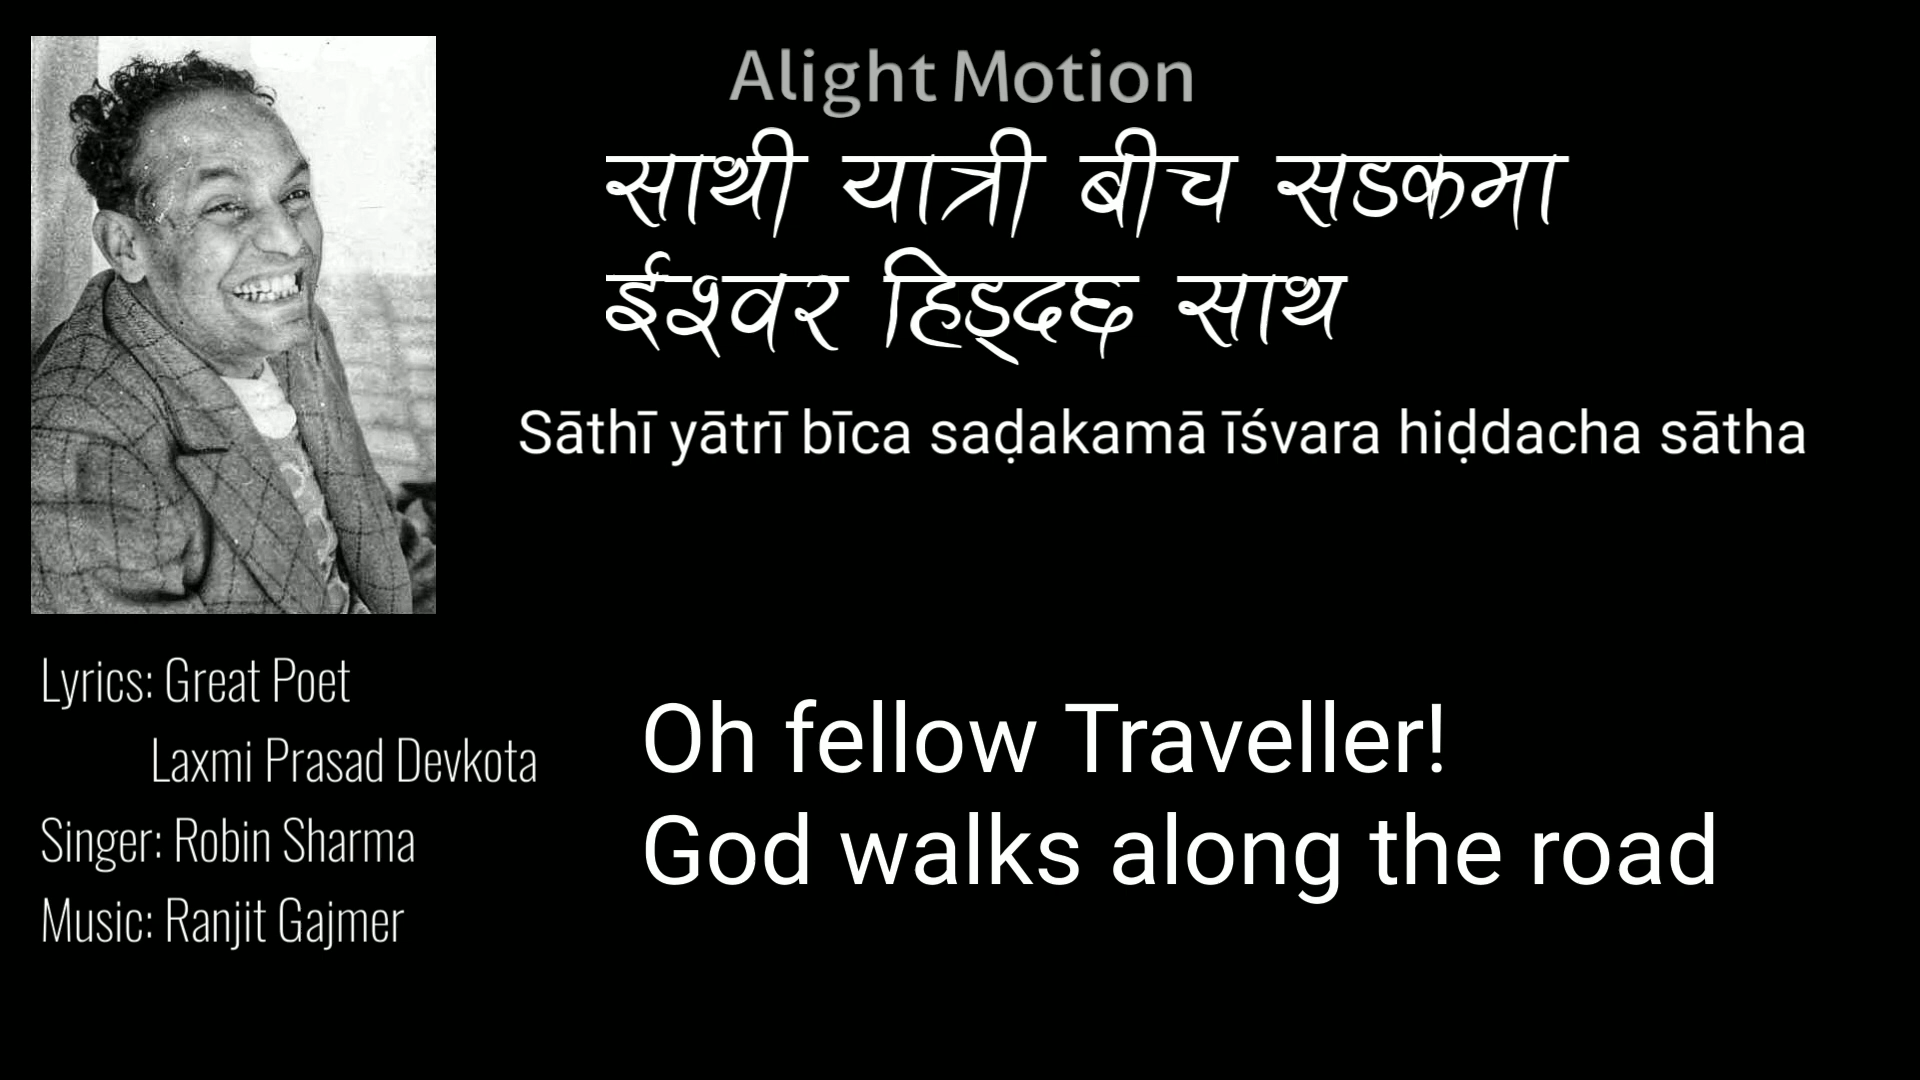 Alight Motion
साथी यात्री बीच सडकमा
ईश्वर हिड्दछ साथ
Sāthī yātrī bīca saḍakamā īśvara hiḍdacha sātha
Lyrics: Great Poet
Laxmi Prasad Devkota
Singer: Robin Sharma
Music: Ranjit Gajmer
Oh fellow Traveller!
God walks along the road